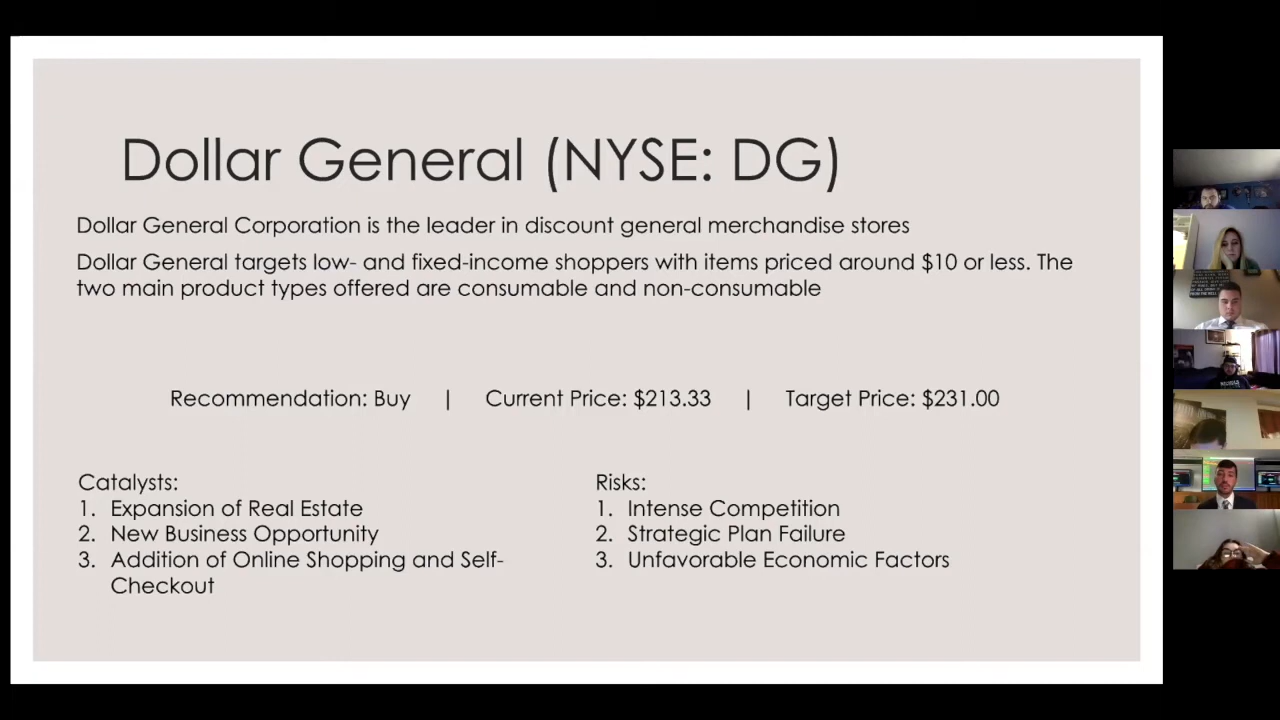 Dollar General (NYSE: DG)
Dollar General Corporation is the leader in discount general merchandise stores
Dollar General targets low- and fixed-income shoppers with items priced around $10 or less. The
two main product types offered are consumable and non-consumable
Recommendation: Buy | Current Price: $213.33 | Target Price: $231.00
Catalysts:
1. Expansion of Real Estate
2. New Business Opportunity
3. Addition of Online Shopping and Self-
Checkout
Risks:
1. Intense Competition
2. Strategic Plan Failure
3. Unfavorable Economic Factors